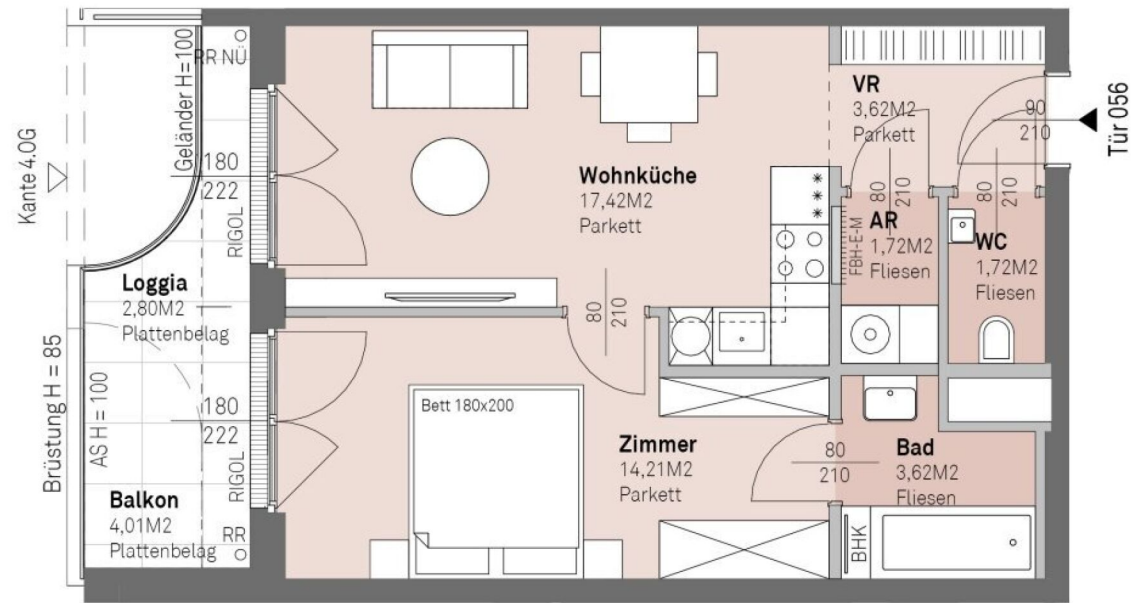 RR NÜ
Geländer H=100
Kante 4.OG
180
222
RIGOL
Loggia
2,80M2
Plattenbelag
Brüstung H = 85
AS H = 100
180
222
RIGOL
Balkon
4,01M2
Plattenbelag
RR
Wohnküche
17,42M2
Parkett
80
210
Bett 180x200
Zimmer
14,21M2
Parkett
VR
3,62M2
Parkett
90
210
Tür 056
80
210
80
210
FBH-E-M
AR
1,72M2
Fliesen
WC
1,72M2
Fliesen
80
210
Bad
3,62M2
Fliesen
BHK